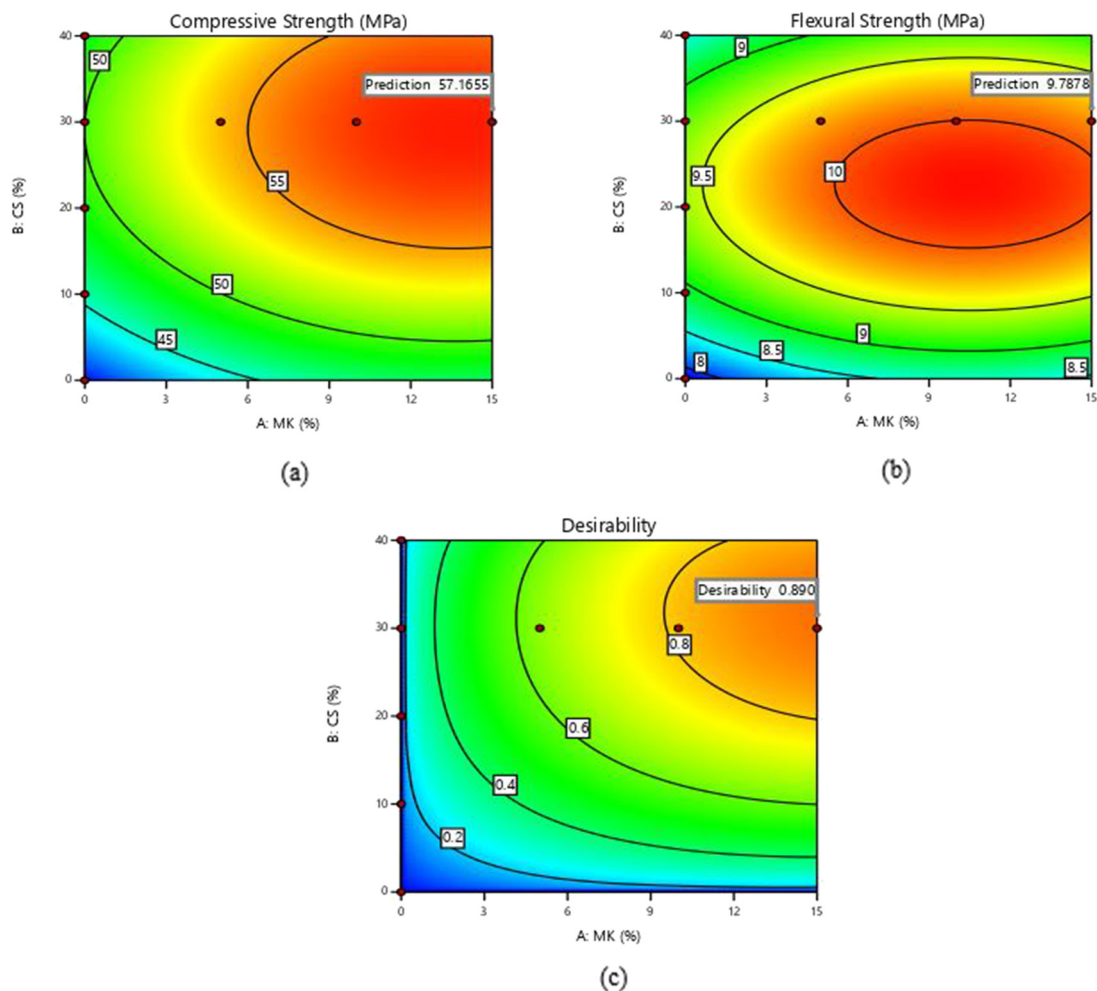 Compressive Strength (MPa)
40
50
Prediction 57.1655
30
B: CS (%)
55
20
50
10
45
0
0 3 6 9 12 15
A: MK (%)
(a)
Flexural Strength (MPa)
40
9
Prediction 9.7878
30
B: CS (%)
9.5
10
20
10
9
8.5
8
8.5
0
0 3 6 9 12 15
A: MK (%)
(b)
Desirability
40
Desirability 0.890
30
0.8
B: CS (%)
20
0.6
0.4
10
0.2
0
0 3 6 9 12 15
A: MK (%)
(c)